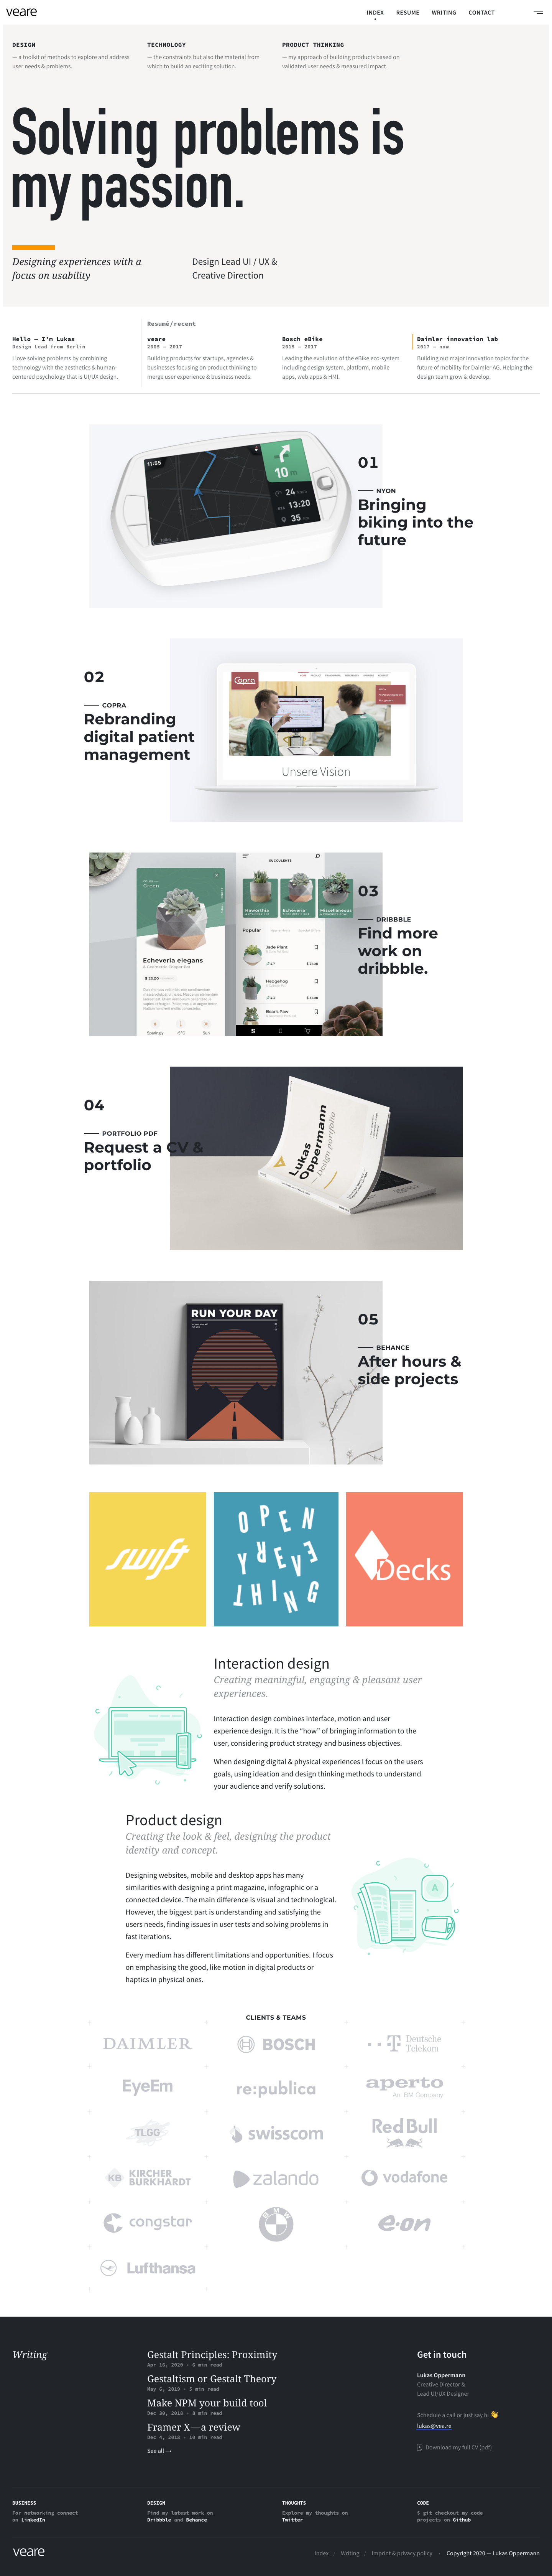 veare
INDEX RESUME WRITING CONTACT
DESIGN
— a toolkit of methods to explore and address
user needs & problems.
TECHNOLOGY
— the constraints but also the material from
which to build an exciting solution.
PRODUCT THINKING
— my approach of building products based on
validated user needs & measured impact.
Solving problems is
my passion.
Designing experiences with a
focus on usability
Design Lead UI / UX &
Creative Direction
Resumé/recent
Hello — I'm Lukas
Design Lead from Berlin
I love solving problems by combining
technology with the aesthetics & human-
centered psychology that is UI/UX design.
veare
2005 — 2017
Building products for startups, agencies &
businesses focusing on product thinking to
merge user experience & business needs.
Bosch eBike
2015 — 2017
Leading the evolution of the eBike eco-system
including design system, platform, mobile
apps, web apps & HMI.
Daimler innovation lab
2017 — now
Building out major innovation topics for the
future of mobility for Daimler AG. Helping the
design team grow & develop.
11:55
10 m
24
13:20
35
01
NYON
Bringing
biking into the
future
02
COPRA
Rebranding
digital patient
management
Copra
Unsere Vision
Green
Echeveria elegans
$ 25.00
Sparingly
-5°C
Sun
SUCCULENTS
Haworthia
Echeveria
Miscellaneous
Popular
Jade Plant
Hedgehog
Bear's Paw
03
DRIBBBLE
Find more
work on
dribbble.
04
PORTFOLIO PDF
Request a CV &
portfolio
Lukas
Oppermann
Design portfolio
RUN YOUR DAY
05
BEHANCE
After hours &
side projects
swift
OPEN
EVERY
THING
Decks
Interaction design
Creating meaningful, engaging & pleasant user
experiences.
Interaction design combines interface, motion and user
experience design. It is the “how” of bringing information to the
user, considering product strategy and business objectives.
When designing digital & physical experiences I focus on the users
goals, using ideation and design thinking methods to understand
your audience and verify solutions.
Product design
Creating the look & feel, designing the product
identity and concept.
Designing websites, mobile and desktop apps has many
similarities with designing a print magazine, infographic or a
connected device. The main difference is visual and technological.
However, the biggest part is understanding and satisfying the
users needs, finding issues in user tests and solving problems in
fast iterations.
Every medium has different limitations and opportunities. I focus
on emphasising the good, like motion in digital products or
haptics in physical ones.
A
CLIENTS & TEAMS
DAIMLER
BOSCH
T Deutsche
Telekom
EyeEm
re:publica
aperto
An IBM Company
TLGG
swisscom
Red Bull
KB KIRCHER
BURKHARDT
zalando
vodafone
congstar
BMW
e·on
Lufthansa
Writing
Gestalt Principles: Proximity
Apr 18, 2020 - 6 min read
Gestaltism or Gestalt Theory
May 6, 2019 - 5 min read
Make NPM your build tool
Dec 30, 2018 - 8 min read
Framer X — a review
Dec 4, 2018 - 10 min read
See all →
Get in touch
Lukas Oppermann
Creative Director &
Lead UI/UX Designer
Schedule a call or just say hi 👋
lukas@vea.re
Download my full CV (pdf)
BUSINESS
For networking connect
on LinkedIn
DESIGN
Find my latest work on
Dribbble and Behance
THOUGHTS
Explore my thoughts on
Twitter
CODE
$ git checkout my code
projects on Github
veare
Index / Writing / Imprint & privacy policy • Copyright 2020 — Lukas Oppermann